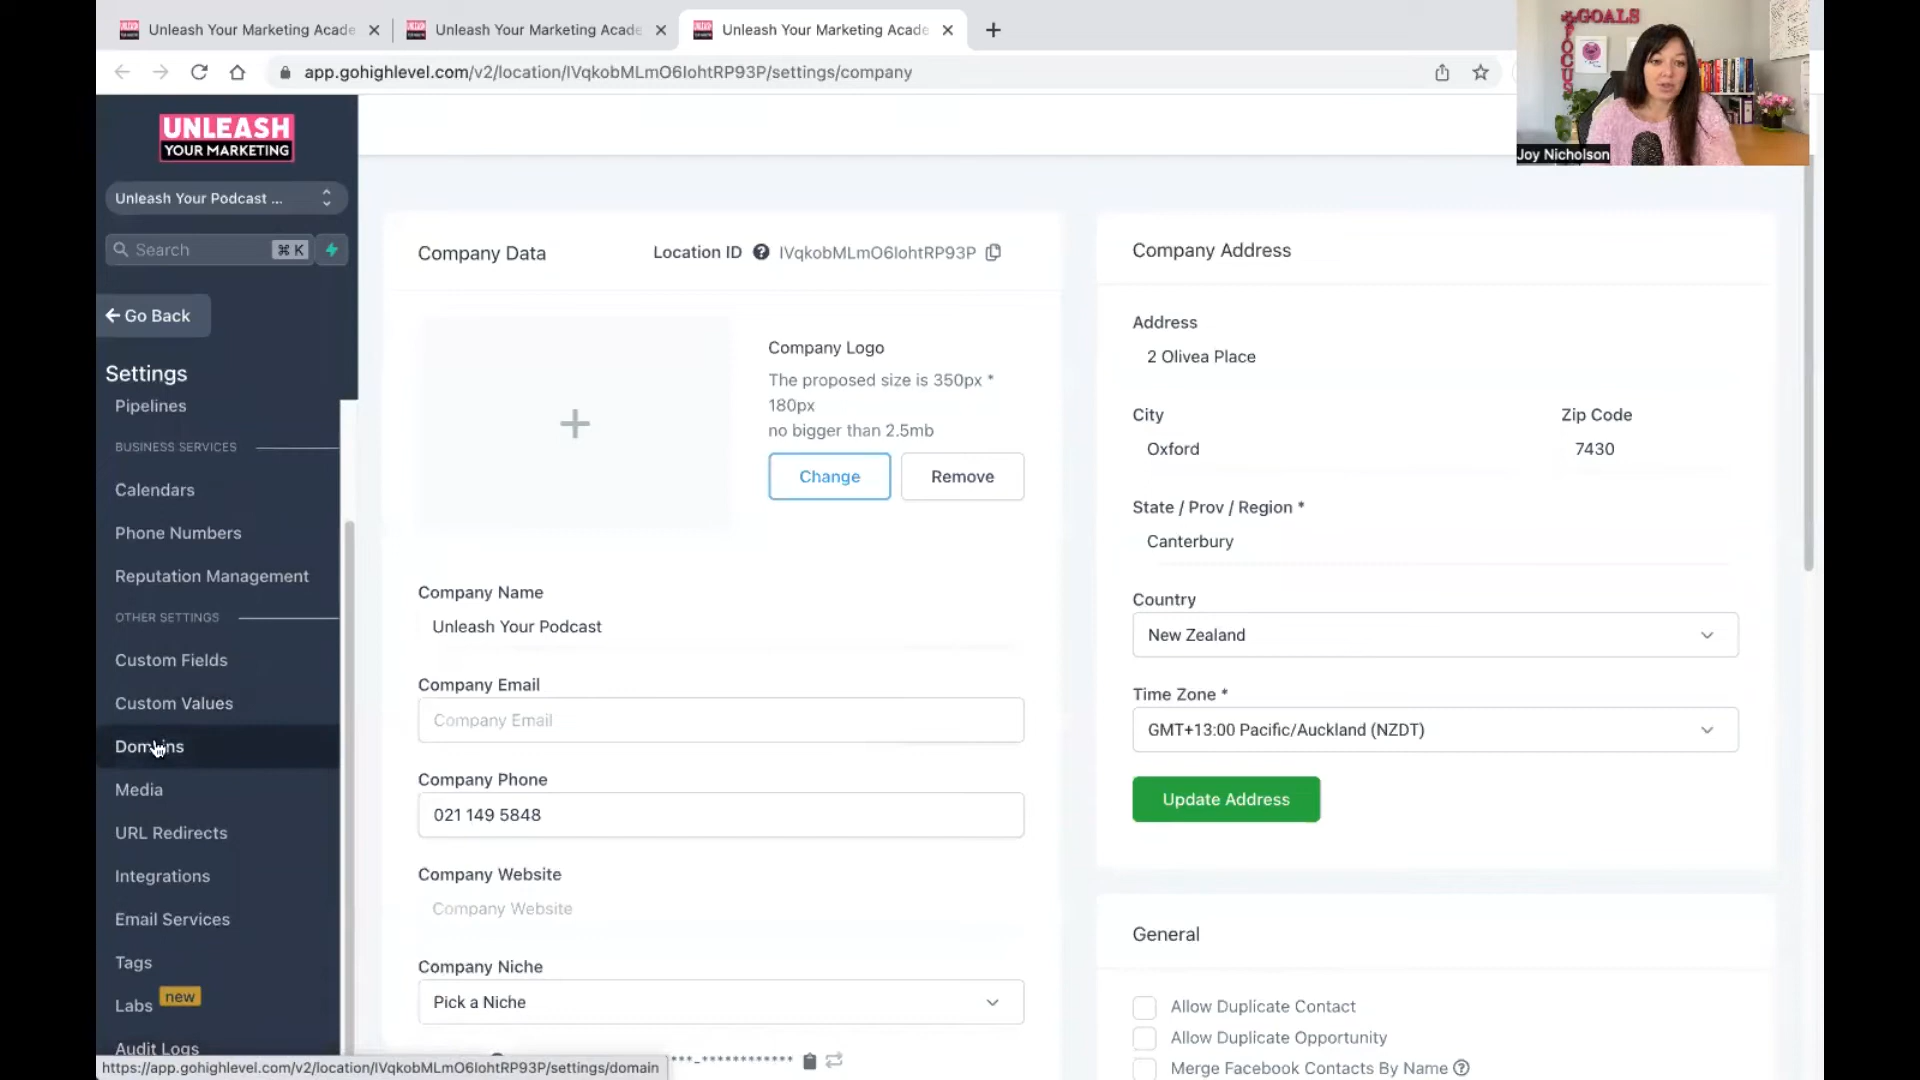 Unleash Your Marketing Acade
Unleash Your Marketing Acade
Unleash Your Marketing Acade
app.gohighlevel.com/v2/location/IVqkobMLmO6IohtRP93P/settings/company
GOALS
FOCUS
Joy Nicholson
UNLEASH
YOUR MARKETING
Unleash Your Podcast ...
Search
⌘ K
Go Back
Settings
Pipelines
BUSINESS SERVICES
Calendars
Phone Numbers
Reputation Management
OTHER SETTINGS
Custom Fields
Custom Values
Domains
Media
URL Redirects
Integrations
Email Services
Tags
Labs new
Audit Logs
https://app.gohighlevel.com/v2/location/IVqkobMLmO6IohtRP93P/settings/domain
Company Data
Location ID ? IVqkobMLmO6IohtRP93P
Company Logo
The proposed size is 350px *
180px
no bigger than 2.5mb
Change
Remove
Company Name
Unleash Your Podcast
Company Email
Company Email
Company Phone
021 149 5848
Company Website
Company Website
Company Niche
Pick a Niche
***_************
Company Address
Address
2 Olivea Place
City
Zip Code
Oxford
7430
State / Prov / Region *
Canterbury
Country
New Zealand
Time Zone *
GMT+13:00 Pacific/Auckland (NZDT)
Update Address
General
Allow Duplicate Contact
Allow Duplicate Opportunity
Merge Facebook Contacts By Name ?